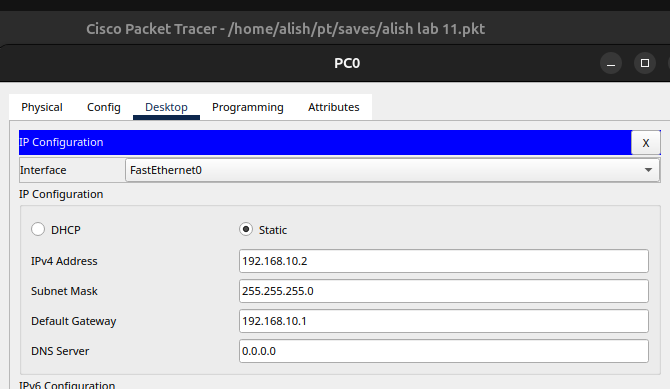 Cisco Packet Tracer - /home/alish/pt/saves/alish lab 11.pkt
PC0
Physical Config Desktop Programming Attributes
IP Configuration X
Interface FastEthernet0
IP Configuration
DHCP Static
IPv4 Address 192.168.10.2
Subnet Mask 255.255.255.0
Default Gateway 192.168.10.1
DNS Server 0.0.0.0
IPv6 Configuration